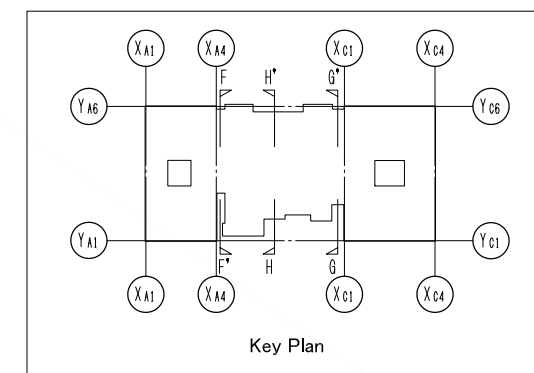 XA1 XA4 XC1 XC4
F H' G'
YA6 YC6
YA1 YC1
F' H G
XA1 XA4 XC1 XC4
Key Plan